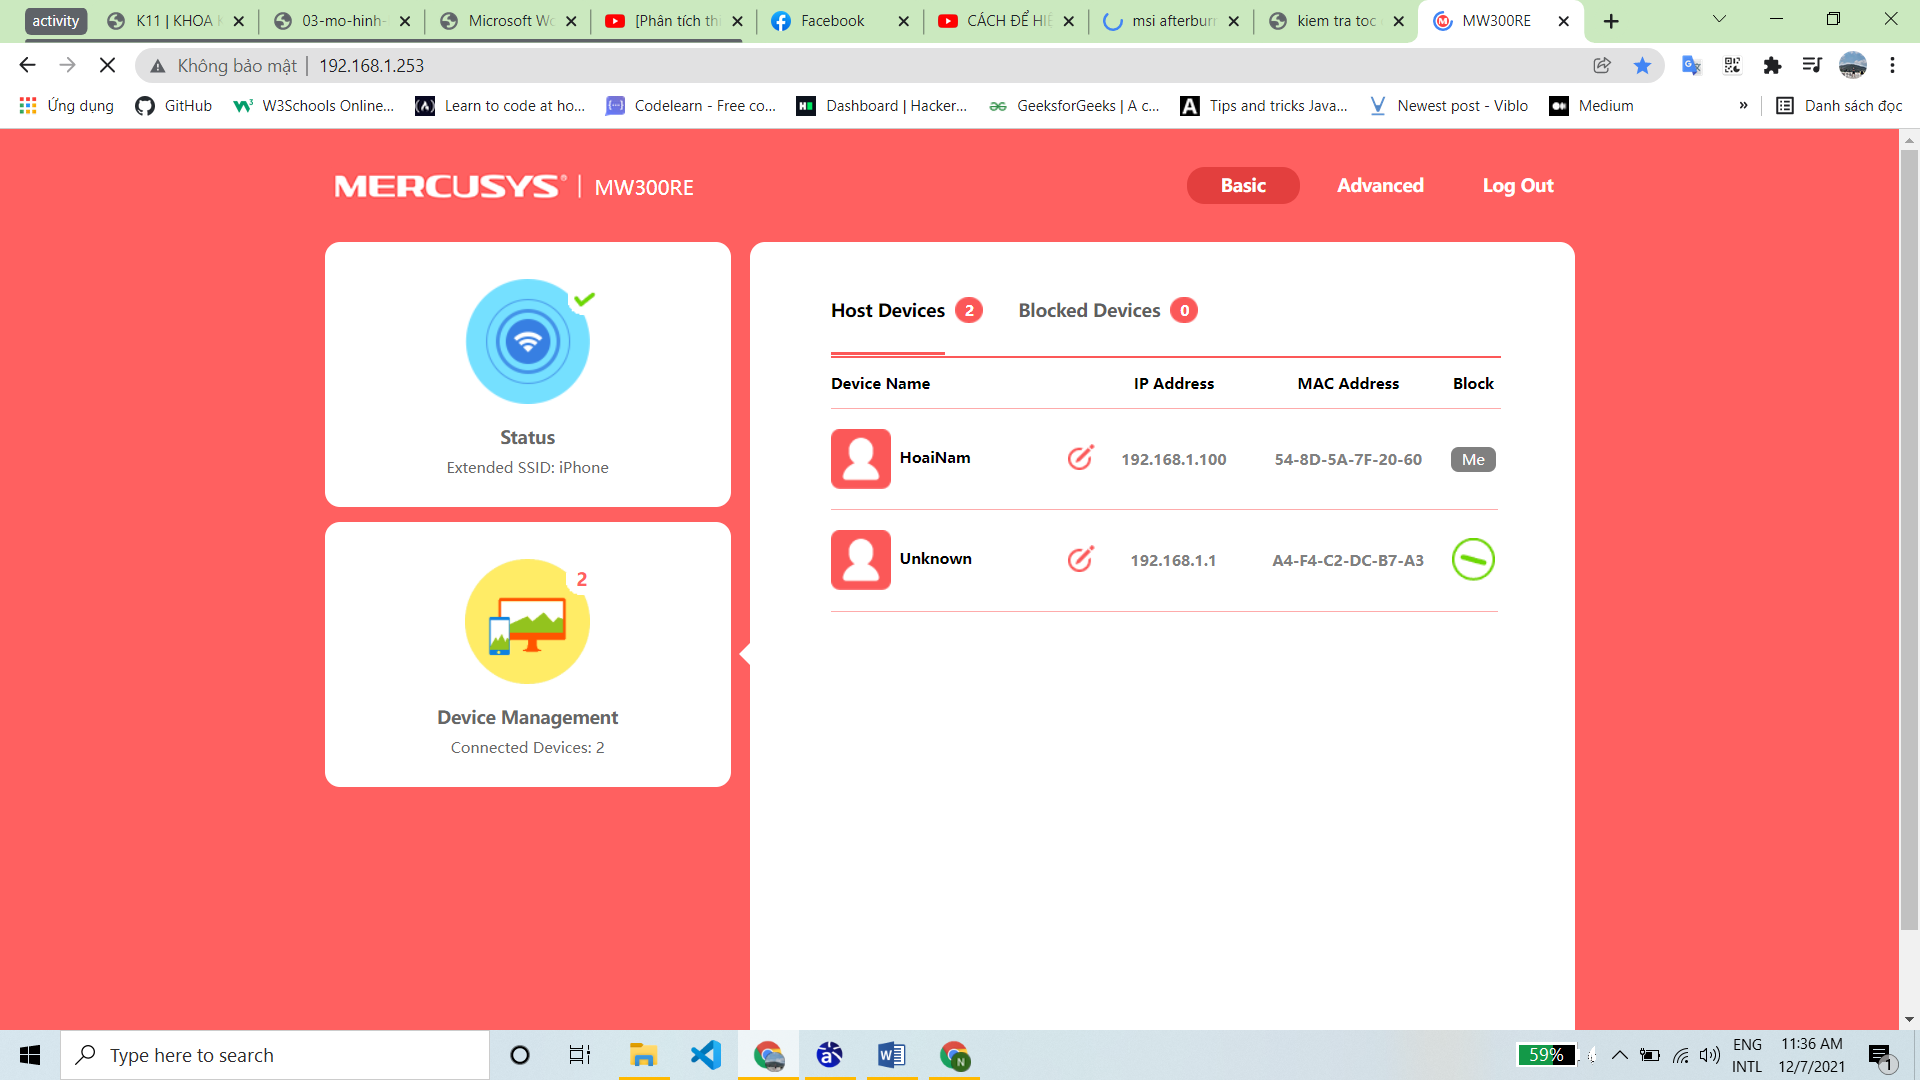 activity
K11 | KHOA
03-mo-hinh-
Microsoft Wo
[Phân tích thi
Facebook
CÁCH ĐỂ HIỂ
msi afterburn
kiem tra toc
MW300RE
Không bảo mật | 192.168.1.253
Ứng dụng
GitHub
W3Schools Online...
Learn to code at ho...
Codelearn - Free co...
Dashboard | Hacker...
GeeksforGeeks | A c...
Tips and tricks Java...
Newest post - Viblo
Medium
»
Danh sách đọc
MERCUSYS® | MW300RE
Basic
Advanced
Log Out
Status
Extended SSID: iPhone
2
Device Management
Connected Devices: 2
Host Devices 2
Blocked Devices 0
Device Name IP Address MAC Address Block
HoaiNam 192.168.1.100 54-8D-5A-7F-20-60 Me
Unknown 192.168.1.1 A4-F4-C2-DC-B7-A3
Type here to search
59%
ENG
INTL
11:36 AM
12/7/2021
1